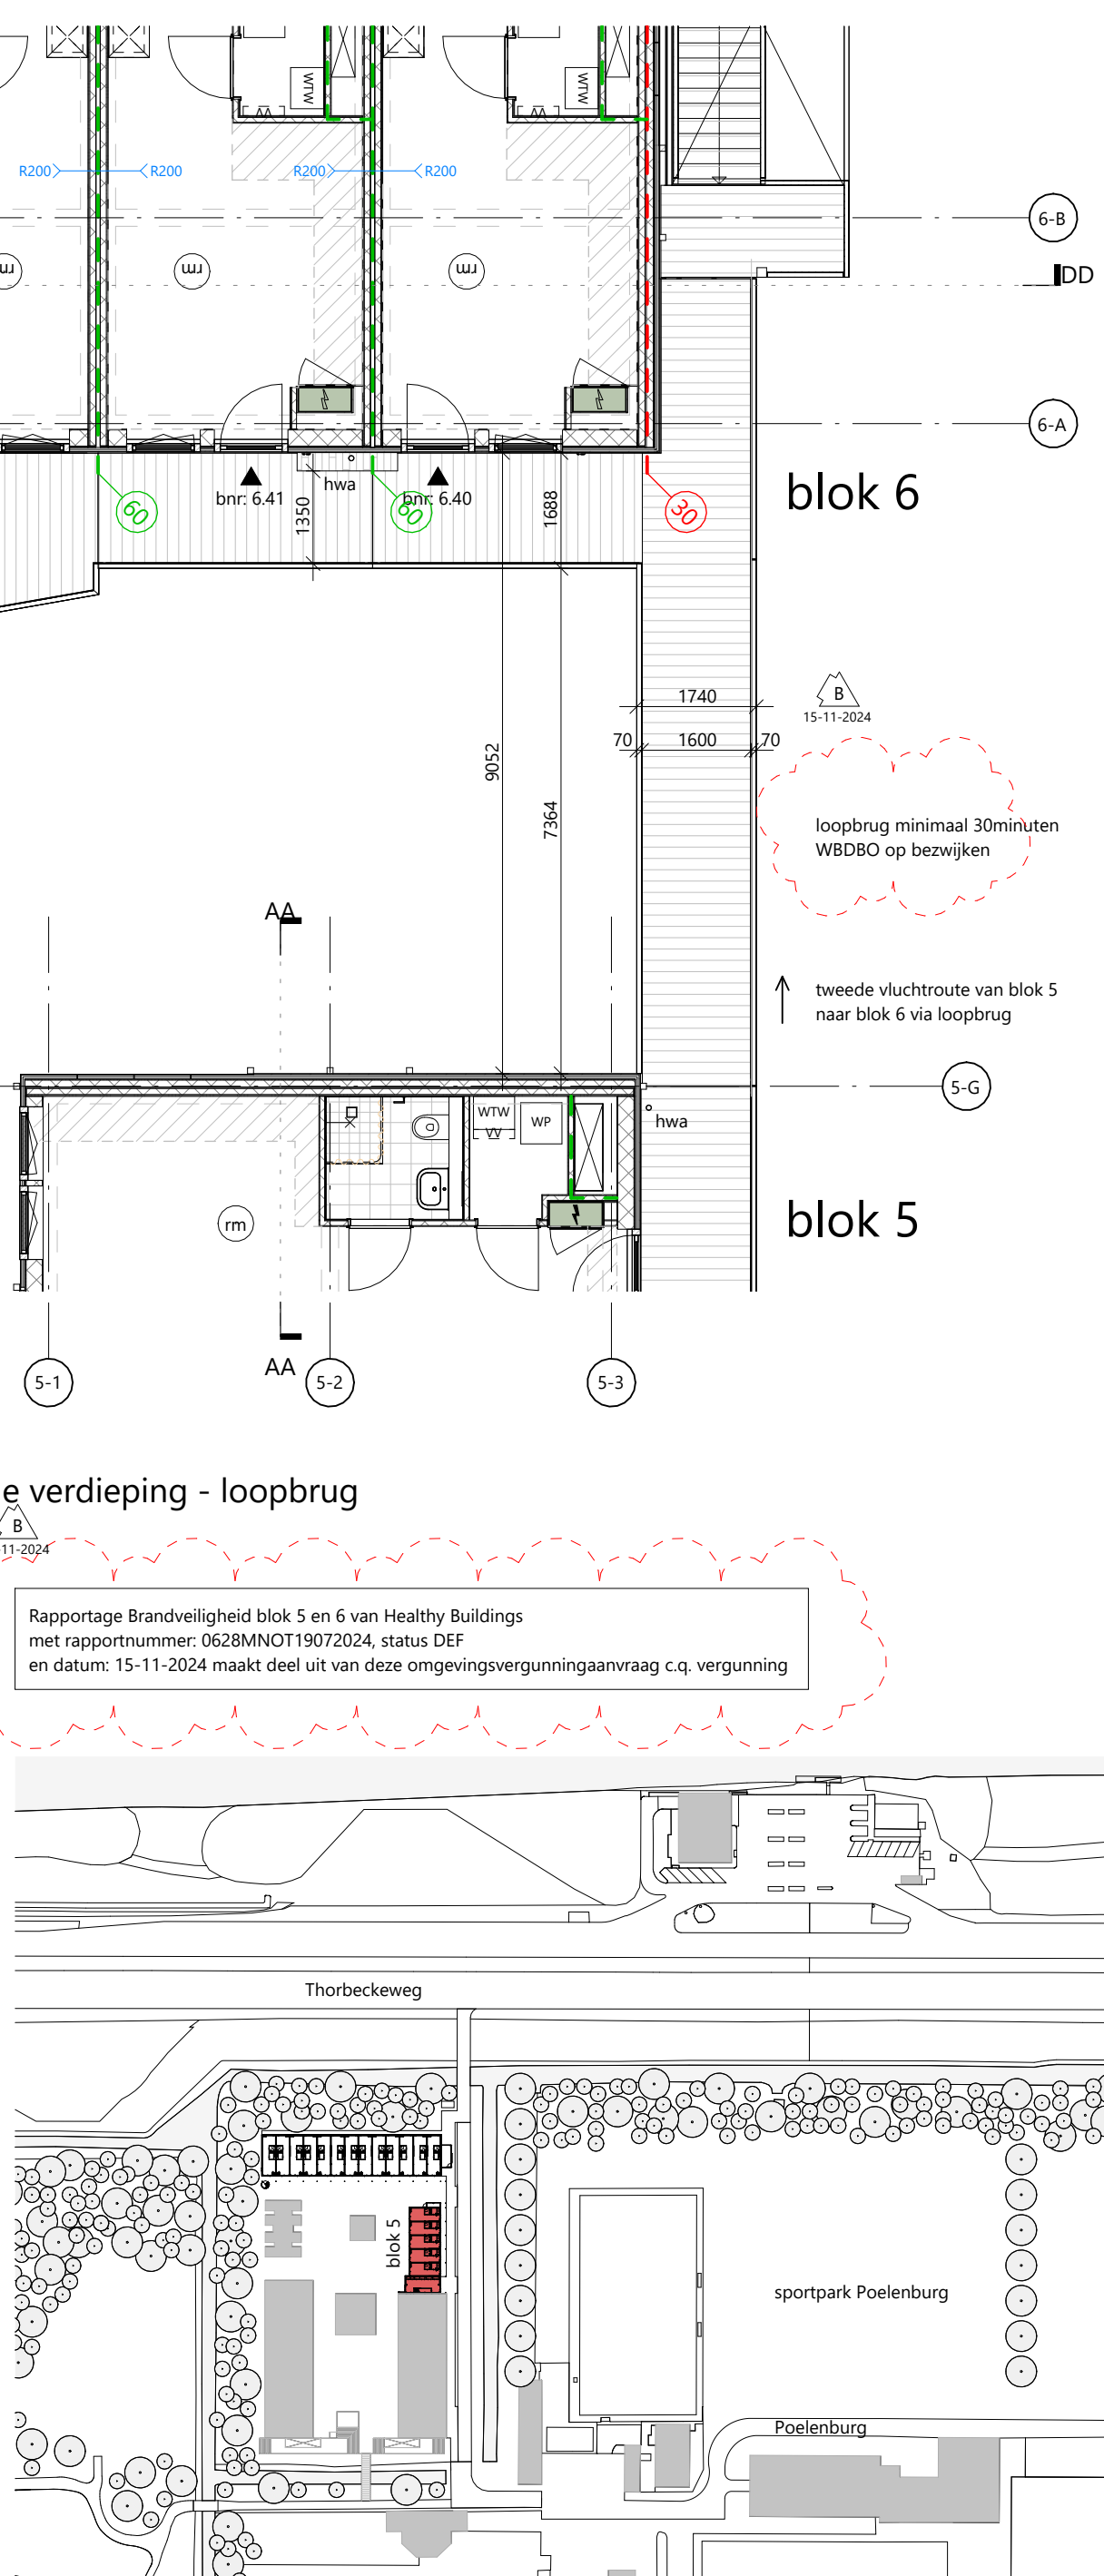 WTW
WTW
R200
R200
R200
R200
6-B
rm
rm
rm
DD
6-A
blok 6
hwa
bnr: 6.41
bnr: 6.40
60
60
30
1350
1688
B
15-11-2024
1740
70
1600
70
9052
7364
loopbrug minimaal 30minuten
WBDBO op bezwijken
AA
tweede vluchtroute van blok 5
naar blok 6 via loopbrug
5-G
WTW
WP
hwa
rm
blok 5
AA
5-1
5-2
5-3
e verdieping - loopbrug
B
-11-2024
Rapportage Brandveiligheid blok 5 en 6 van Healthy Buildings
met rapportnummer: 0628MNOT19072024, status DEF
en datum: 15-11-2024 maakt deel uit van deze omgevingsvergunningaanvraag c.q. vergunning
Thorbeckeweg
blok 5
sportpark Poelenburg
Poelenburg